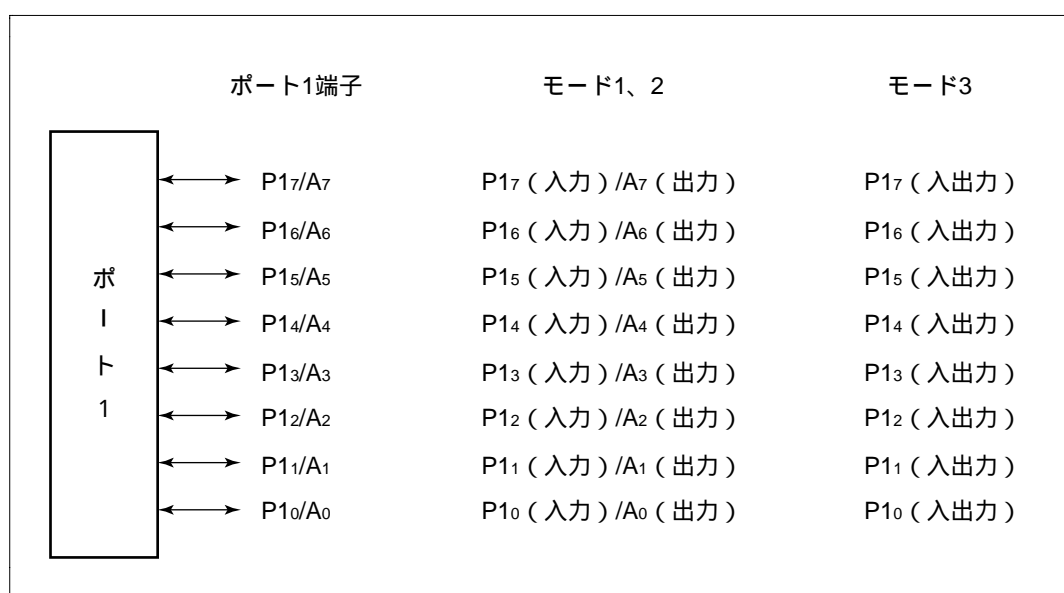 ポート1端子 モード1、2 モード3
P1₇/A₇ P1₇（入力）/A₇（出力） P1₇（入出力）
P1₆/A₆ P1₆（入力）/A₆（出力） P1₆（入出力）
P1₅/A₅ P1₅（入力）/A₅（出力） P1₅（入出力）
P1₄/A₄ P1₄（入力）/A₄（出力） P1₄（入出力）
P1₃/A₃ P1₃（入力）/A₃（出力） P1₃（入出力）
P1₂/A₂ P1₂（入力）/A₂（出力） P1₂（入出力）
P1₁/A₁ P1₁（入力）/A₁（出力） P1₁（入出力）
P1₀/A₀ P1₀（入力）/A₀（出力） P1₀（入出力）
ポート1